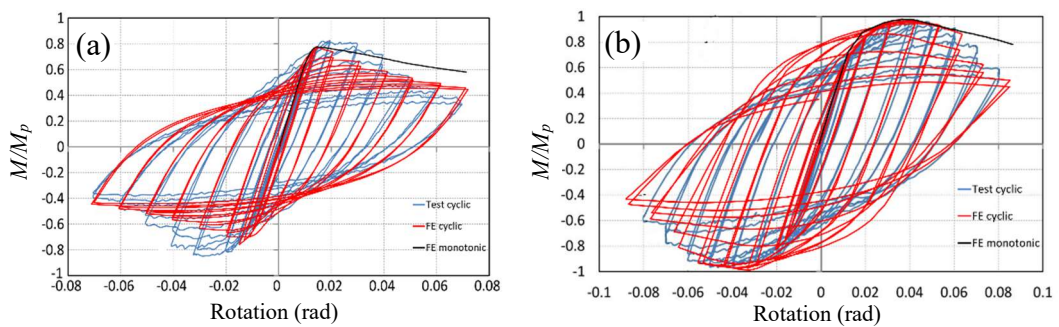 (a)
M/Mp
1
0.8
0.6
0.4
0.2
0
-0.2
-0.4
-0.6
-0.8
-1
-0.08 -0.06 -0.04 -0.02 0 0.02 0.04 0.06 0.08
Rotation (rad)
Test cyclic
FE cyclic
FE monotonic
(b)
M/Mp
1
0.8
0.6
0.4
0.2
0
-0.2
-0.4
-0.6
-0.8
-1
-0.1 -0.08 -0.06 -0.04 -0.02 0 0.02 0.04 0.06 0.08 0.1
Rotation (rad)
Test cyclic
FE cyclic
FE monotonic